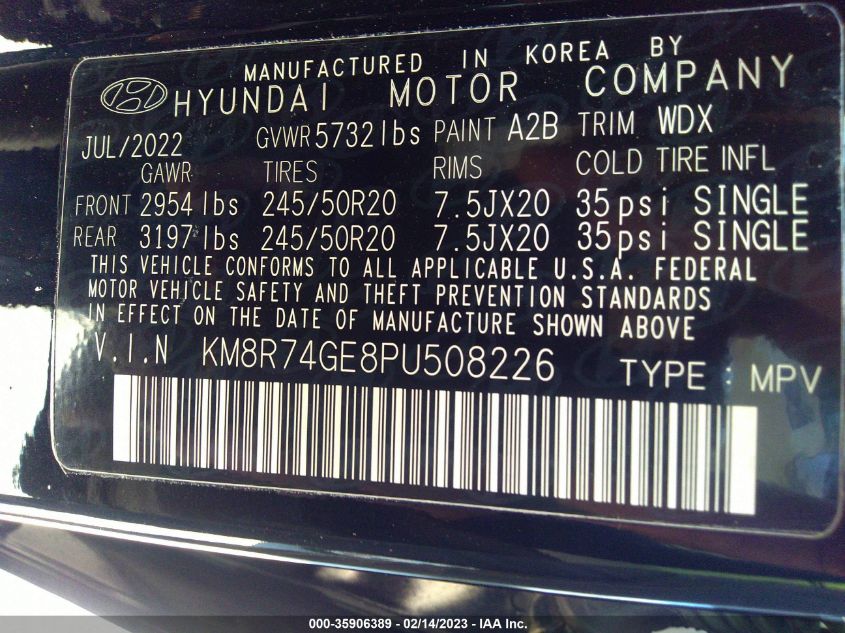 MANUFACTURED IN KOREA BY
HYUNDAI MOTOR COMPANY
JUL/2022 GVWR 5732 lbs PAINT A2B TRIM WDX
GAWR TIRES RIMS COLD TIRE INFL
FRONT 2954 lbs 245/50R20 7.5JX20 35psi SINGLE
REAR 3197 lbs 245/50R20 7.5JX20 35psi SINGLE
THIS VEHICLE CONFORMS TO ALL APPLICABLE U.S.A. FEDERAL
MOTOR VEHICLE SAFETY AND THEFT PREVENTION STANDARDS
IN EFFECT ON THE DATE OF MANUFACTURE SHOWN ABOVE
V.I.N KM8R74GE8PU508226 TYPE : MPV
000-35906389 - 02/14/2023 - IAA Inc.